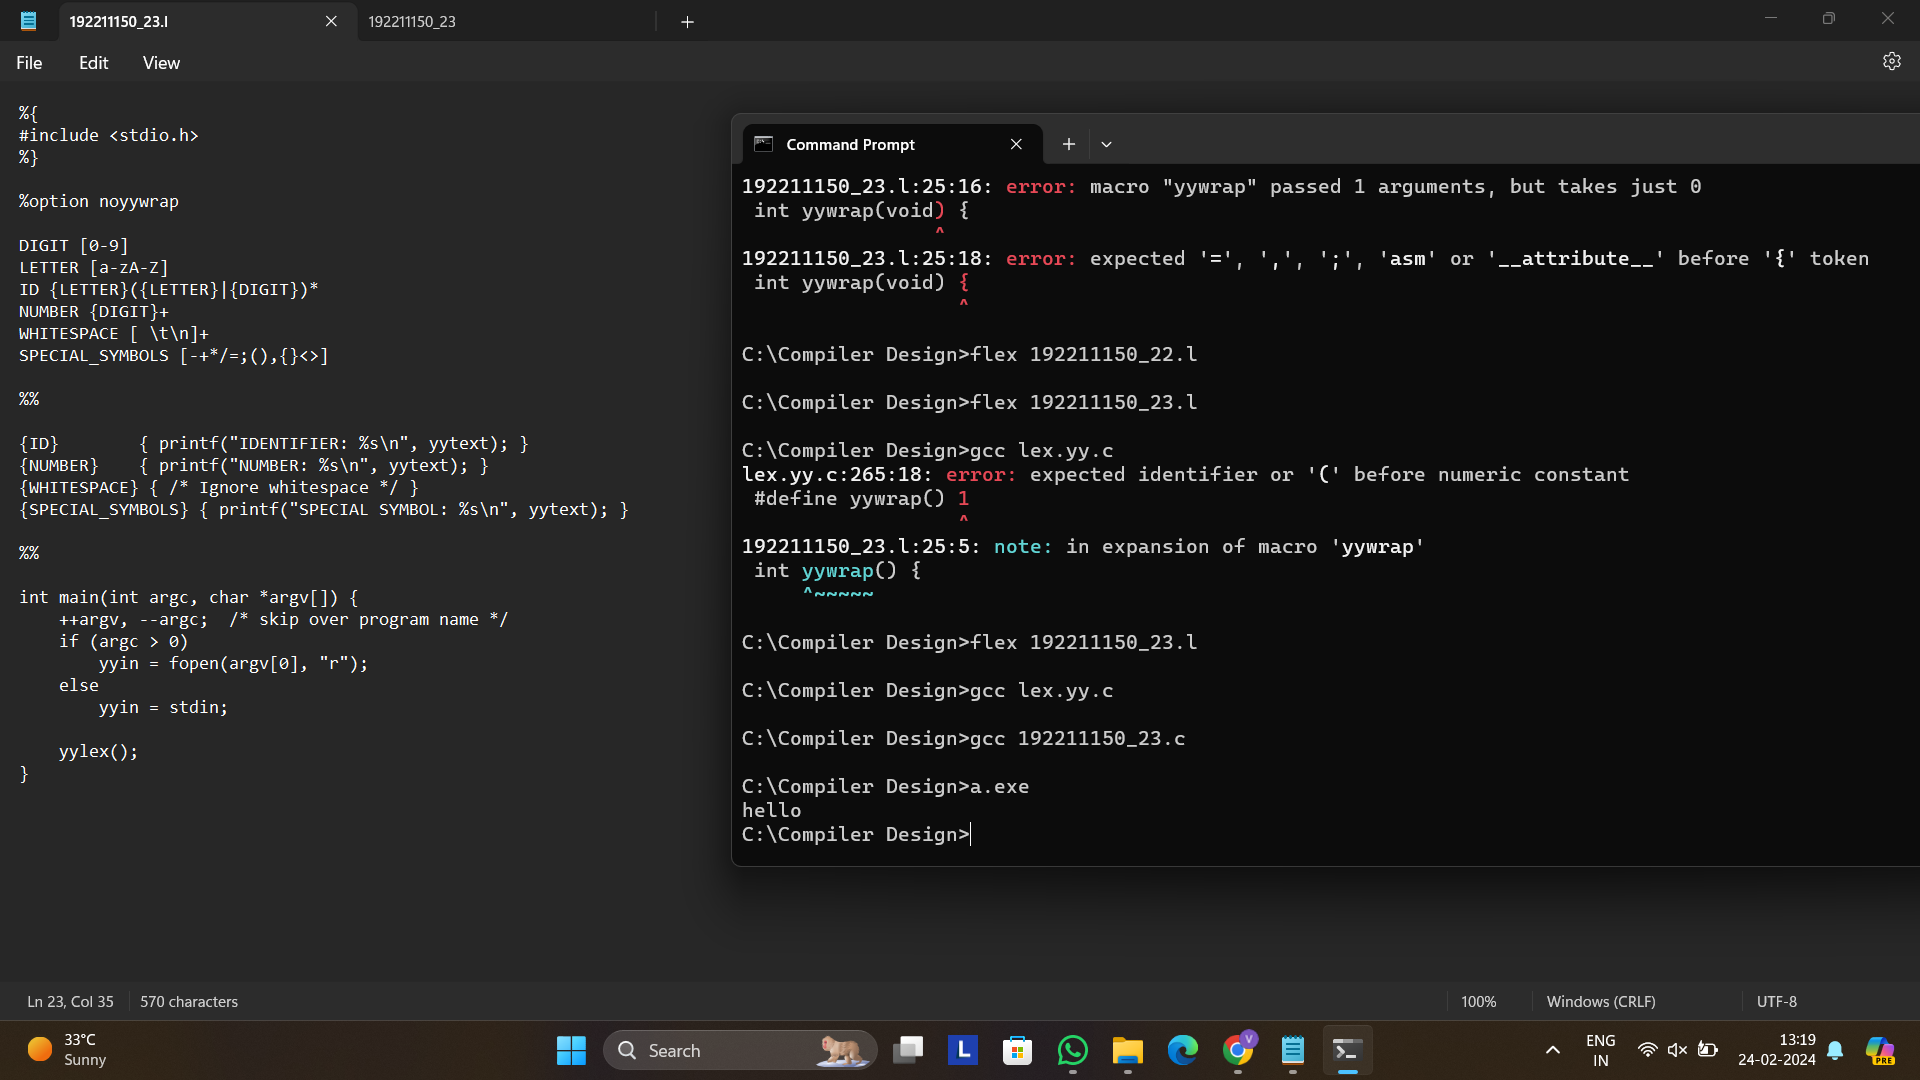 192211150_23.l
192211150_23
File Edit View
%{
#include <stdio.h>
%}
%option noyywrap
DIGIT [0-9]
LETTER [a-zA-Z]
ID {LETTER}({LETTER}|{DIGIT})*
NUMBER {DIGIT}+
WHITESPACE [ \t\n]+
SPECIAL_SYMBOLS [-+*/=;(),{}<>]
%%
{ID}        { printf("IDENTIFIER: %s\n", yytext); }
{NUMBER}    { printf("NUMBER: %s\n", yytext); }
{WHITESPACE} { /* Ignore whitespace */ }
{SPECIAL_SYMBOLS} { printf("SPECIAL SYMBOL: %s\n", yytext); }
%%
int main(int argc, char *argv[]) {
    ++argv, --argc;  /* skip over program name */
    if (argc > 0)
        yyin = fopen(argv[0], "r");
    else
        yyin = stdin;
    yylex();
}
Command Prompt
192211150_23.l:25:16: error: macro "yywrap" passed 1 arguments, but takes just 0
 int yywrap(void) {
                ^
192211150_23.l:25:18: error: expected '=', ',', ';', 'asm' or '__attribute__' before '{' token
 int yywrap(void) {
                  ^
C:\Compiler Design>flex 192211150_22.l
C:\Compiler Design>flex 192211150_23.l
C:\Compiler Design>gcc lex.yy.c
lex.yy.c:265:18: error: expected identifier or '(' before numeric constant
 #define yywrap() 1
                  ^
192211150_23.l:25:5: note: in expansion of macro 'yywrap'
 int yywrap() {
     ^~~~~~
C:\Compiler Design>flex 192211150_23.l
C:\Compiler Design>gcc lex.yy.c
C:\Compiler Design>gcc 192211150_23.c
C:\Compiler Design>a.exe
hello
C:\Compiler Design>
Ln 23, Col 35
570 characters
100%
Windows (CRLF)
UTF-8
33°C
Sunny
Search
L
V
ENG
IN
13:19
24-02-2024
PRE